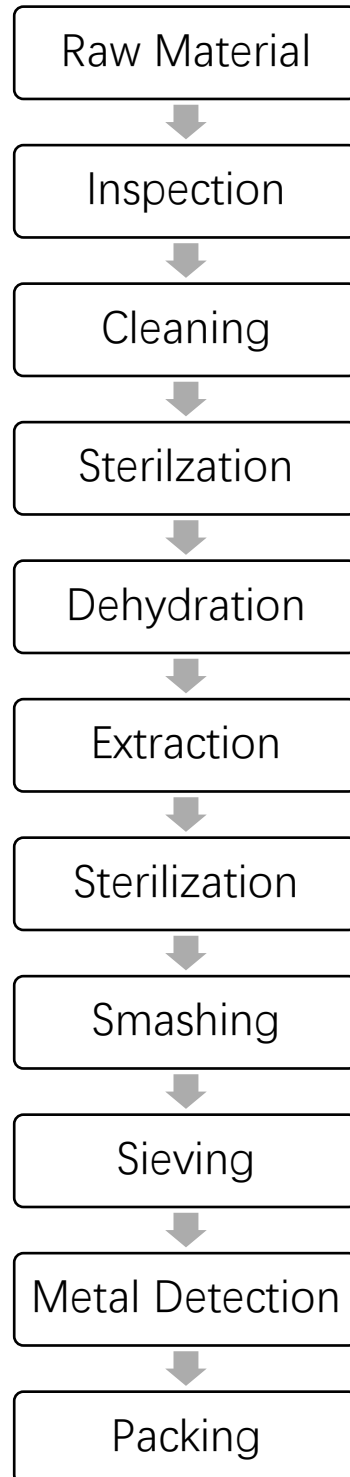 Raw Material
Inspection
Cleaning
Sterilzation
Dehydration
Extraction
Sterilization
Smashing
Sieving
Metal Detection
Packing